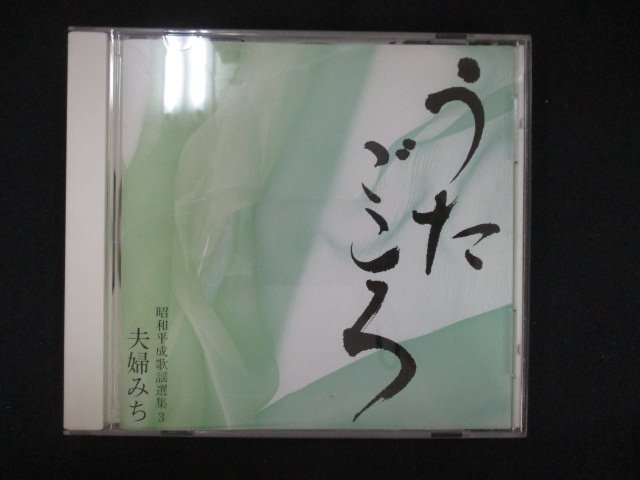 うた
ごころ
昭和平成歌謡選集3
夫婦みち